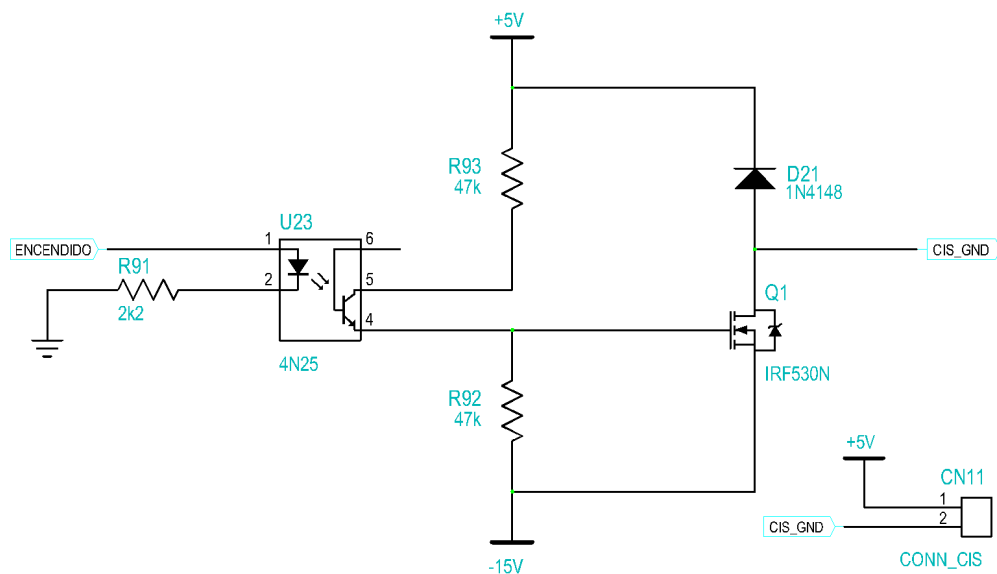 +5V
R93
47k
D21
1N4148
U23
1
6
ENCENDIDO
CIS_GND
R91
2
5
2k2
Q1
4
4N25
IRF530N
R92
47k
+5V
CN11
1
CIS_GND
2
CONN_CIS
-15V